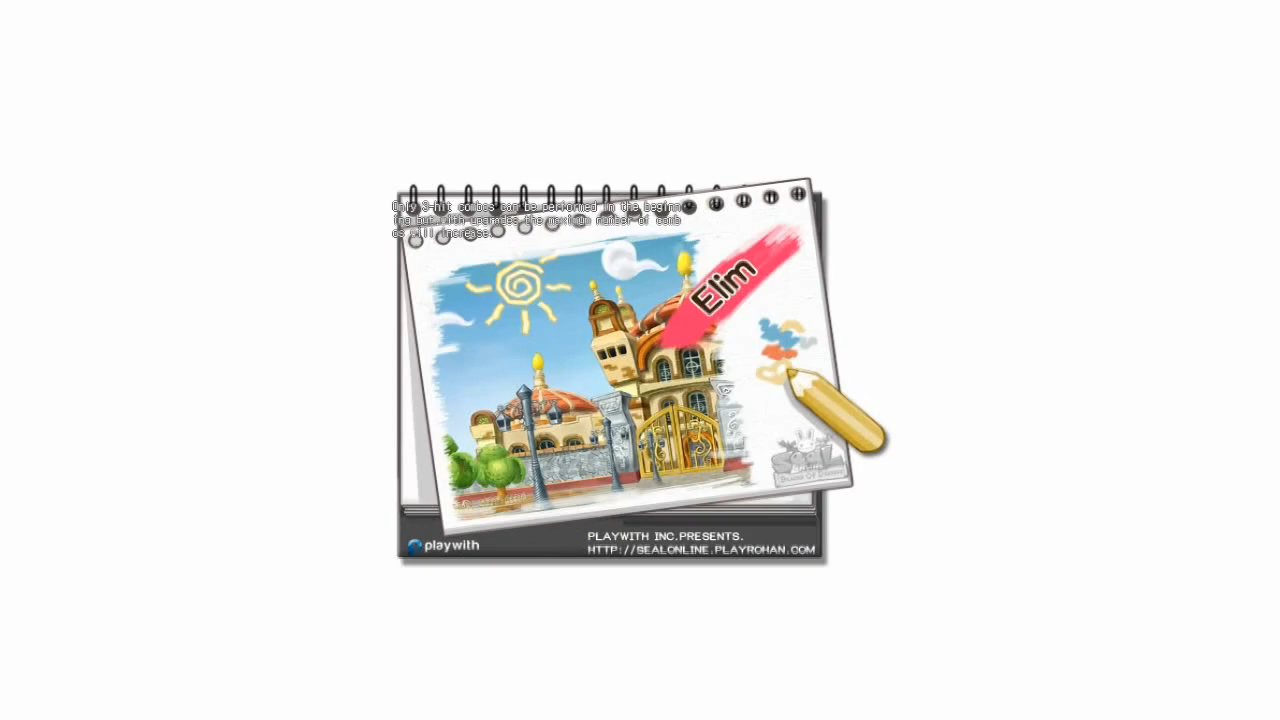 Only 3-hit combos can be performed in the beginn
ing but with upgrades the maximum number of comb
os will increase.
Elim
SEAL
playwith
PLAYWITH INC.PRESENTS.
HTTP://SEALONLINE.PLAYROHAN.COM